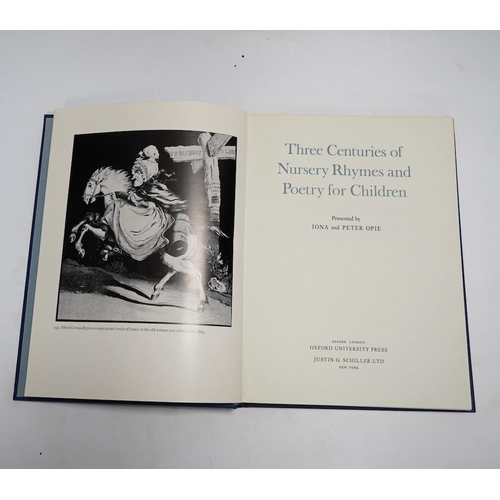 Three Centuries of
Nursery Rhymes and
Poetry for Children
Presented by
IONA and PETER OPIE
OXFORD LONDON
OXFORD UNIVERSITY PRESS
JUSTIN G. SCHILLER LTD
NEW YORK